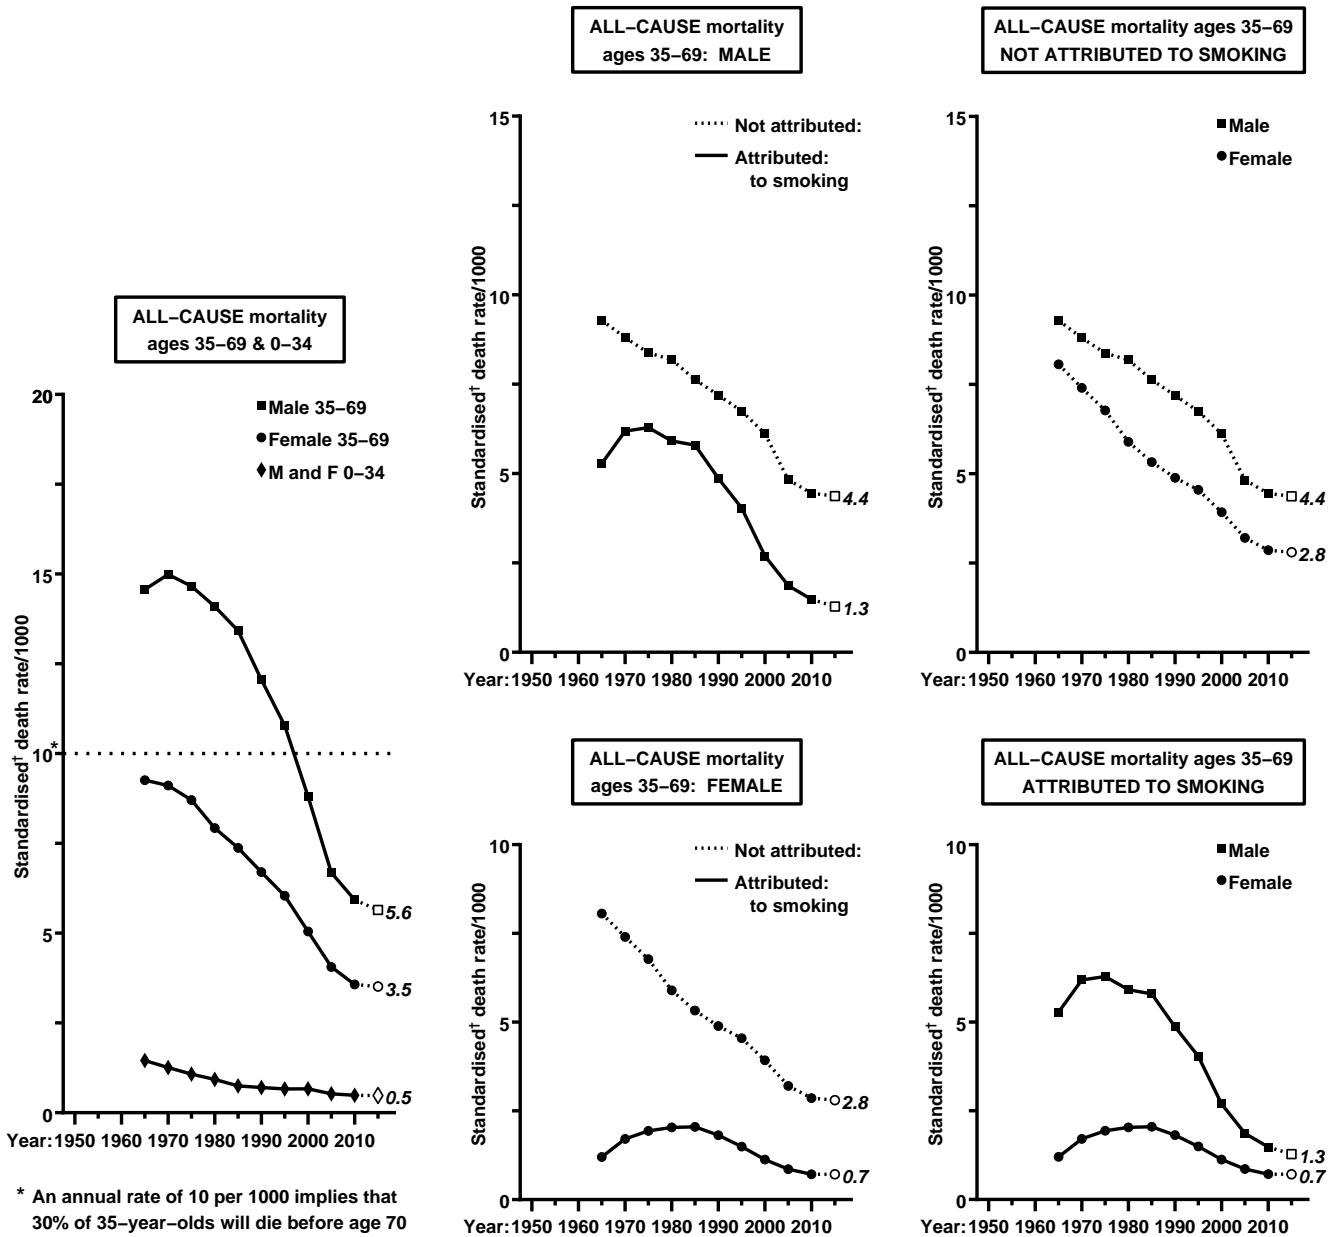 ALL−CAUSE mortality
ages 35−69 & 0−34
Standardised† death rate/1000
20
15
10*
5
0
Male 35−69
Female 35−69
M and F 0−34
5.6
3.5
0.5
Year: 1950 1960 1970 1980 1990 2000 2010
* An annual rate of 10 per 1000 implies that
30% of 35−year−olds will die before age 70
ALL−CAUSE mortality
ages 35−69: MALE
Standardised† death rate/1000
15
10
5
0
Not attributed:
Attributed:
to smoking
4.4
1.3
Year: 1950 1960 1970 1980 1990 2000 2010
ALL−CAUSE mortality ages 35−69
NOT ATTRIBUTED TO SMOKING
Standardised† death rate/1000
15
10
5
0
Male
Female
4.4
2.8
Year: 1950 1960 1970 1980 1990 2000 2010
ALL−CAUSE mortality
ages 35−69: FEMALE
Standardised† death rate/1000
10
5
0
Not attributed:
Attributed:
to smoking
2.8
0.7
Year: 1950 1960 1970 1980 1990 2000 2010
ALL−CAUSE mortality ages 35−69
ATTRIBUTED TO SMOKING
Standardised† death rate/1000
10
5
0
Male
Female
1.3
0.7
Year: 1950 1960 1970 1980 1990 2000 2010